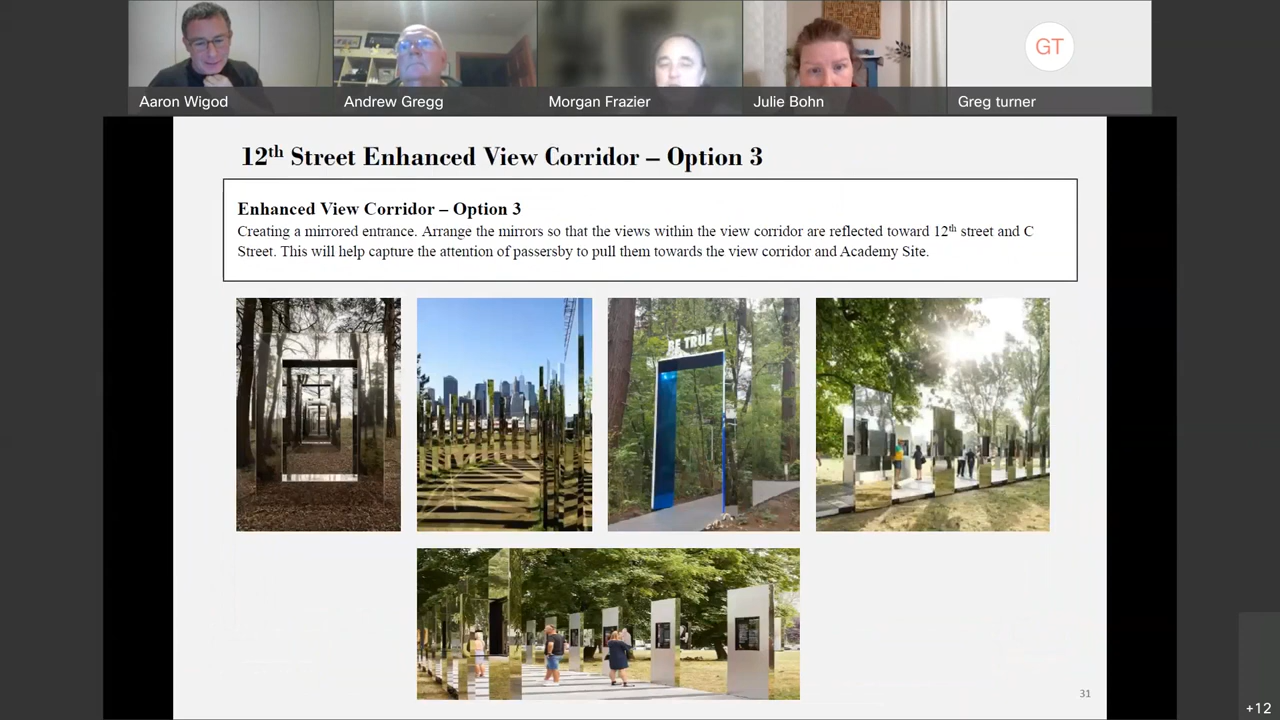 GT
Aaron Wigod
Andrew Gregg
Morgan Frazier
Julie Bohn
Greg turner
12th Street Enhanced View Corridor – Option 3
Enhanced View Corridor – Option 3
Creating a mirrored entrance. Arrange the mirrors so that the views within the view corridor are reflected toward 12th street and C
Street. This will help capture the attention of passersby to pull them towards the view corridor and Academy Site.
BE TRUE
31
+12